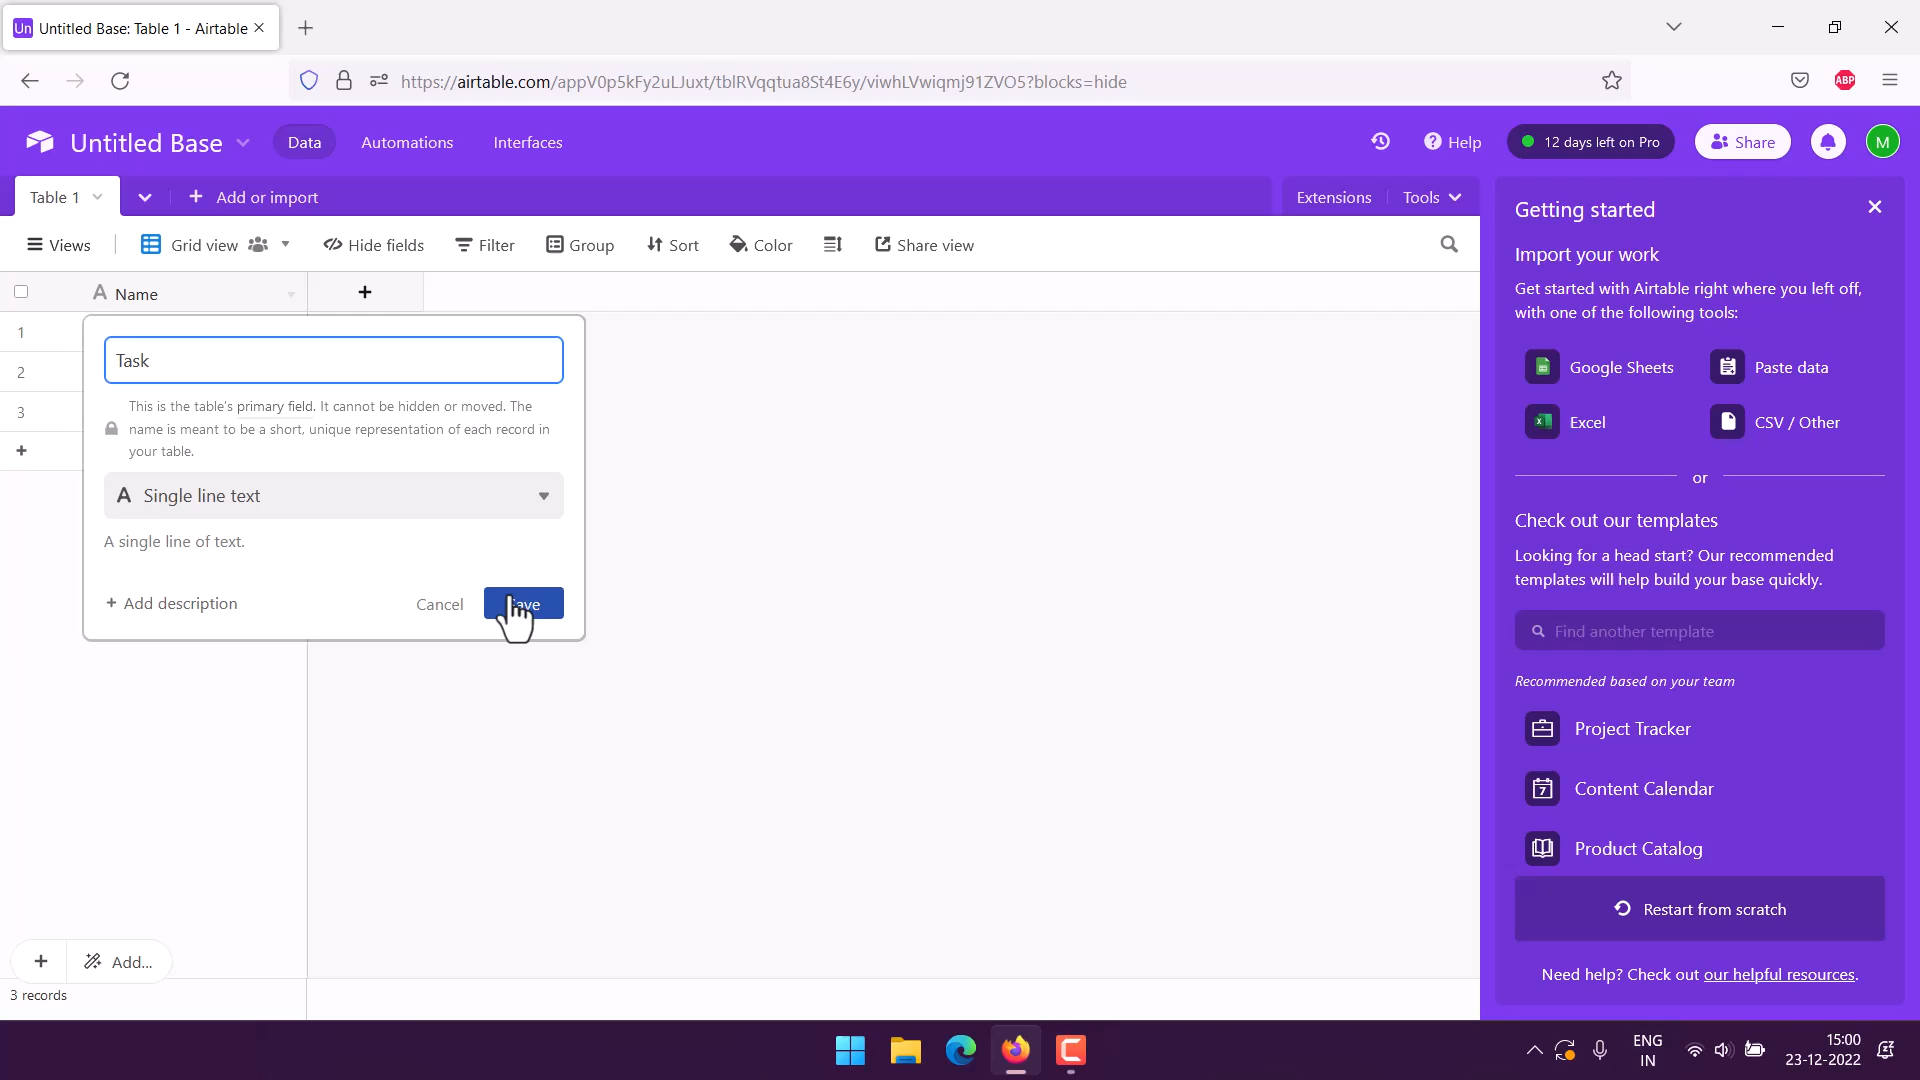 Un Untitled Base: Table 1 - Airtable
https://airtable.com/appV0p5kFy2uLJuxt/tblRVqqtua8St4E6y/viwhLVwiqmj91ZVO5?blocks=hide
ABP
Untitled Base
Data
Automations
Interfaces
Help
12 days left on Pro
Share
M
Table 1
+ Add or import
Extensions
Tools
Views
Grid view
Hide fields
Filter
Group
Sort
Color
Share view
A Name
+
1
2
3
+
Task
This is the table's primary field. It cannot be hidden or moved. The
name is meant to be a short, unique representation of each record in
your table.
A Single line text
A single line of text.
+ Add description
Cancel
+
Add...
3 records
Getting started
Import your work
Get started with Airtable right where you left off,
with one of the following tools:
Google Sheets
Paste data
Excel
CSV / Other
or
Check out our templates
Looking for a head start? Our recommended
templates will help build your base quickly.
Find another template
Recommended based on your team
Project Tracker
7 Content Calendar
Product Catalog
Restart from scratch
Need help? Check out our helpful resources.
ENG
IN
15:00
23-12-2022